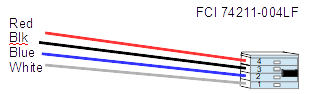 FCI 74211-004LF
Red
Blk
Blue
White
4
3
2
1